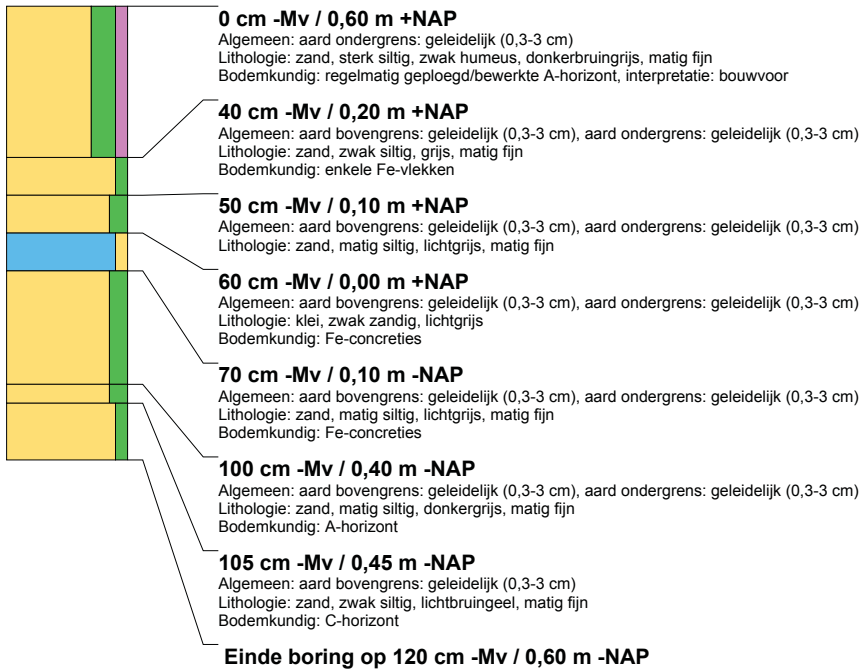 0 cm -Mv / 0,60 m +NAP
Algemeen: aard ondergrens: geleidelijk (0,3-3 cm)
Lithologie: zand, sterk siltig, zwak humeus, donkerbruingrijs, matig fijn
Bodemkundig: regelmatig geploegd/bewerkte A-horizont, interpretatie: bouwvoor
40 cm -Mv / 0,20 m +NAP
Algemeen: aard bovengrens: geleidelijk (0,3-3 cm), aard ondergrens: geleidelijk (0,3-3 cm)
Lithologie: zand, zwak siltig, grijs, matig fijn
Bodemkundig: enkele Fe-vlekken
50 cm -Mv / 0,10 m +NAP
Algemeen: aard bovengrens: geleidelijk (0,3-3 cm), aard ondergrens: geleidelijk (0,3-3 cm)
Lithologie: zand, matig siltig, lichtgrijs, matig fijn
60 cm -Mv / 0,00 m +NAP
Algemeen: aard bovengrens: geleidelijk (0,3-3 cm), aard ondergrens: geleidelijk (0,3-3 cm)
Lithologie: klei, zwak zandig, lichtgrijs
Bodemkundig: Fe-concreties
70 cm -Mv / 0,10 m -NAP
Algemeen: aard bovengrens: geleidelijk (0,3-3 cm), aard ondergrens: geleidelijk (0,3-3 cm)
Lithologie: zand, matig siltig, lichtgrijs, matig fijn
Bodemkundig: Fe-concreties
100 cm -Mv / 0,40 m -NAP
Algemeen: aard bovengrens: geleidelijk (0,3-3 cm), aard ondergrens: geleidelijk (0,3-3 cm)
Lithologie: zand, matig siltig, donkergrijs, matig fijn
Bodemkundig: A-horizont
105 cm -Mv / 0,45 m -NAP
Algemeen: aard bovengrens: geleidelijk (0,3-3 cm)
Lithologie: zand, zwak siltig, lichtbruingeel, matig fijn
Bodemkundig: C-horizont
Einde boring op 120 cm -Mv / 0,60 m -NAP